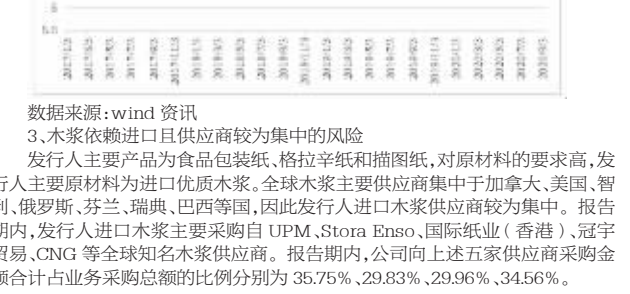 数据来源:wind 资讯
3、木浆依赖进口且供应商较为集中的风险
发行人主要产品为食品包装纸、格拉辛纸和描图纸,对原材料的要求高,发
行人主要原材料为进口优质木浆。全球木浆主要供应商集中于加拿大、美国、智
利、俄罗斯、芬兰、瑞典、巴西等国,因此发行人进口木浆供应商较为集中。报告
期内,发行人进口木浆主要采购自 UPM、Stora Enso、国际纸业(香港)、冠宇
贸易、CNG 等全球知名木浆供应商。报告期内,公司向上述五家供应商采购金
额合计占业务采购总额的比例分别为 35.75%、29.83%、29.96%、34.56%。